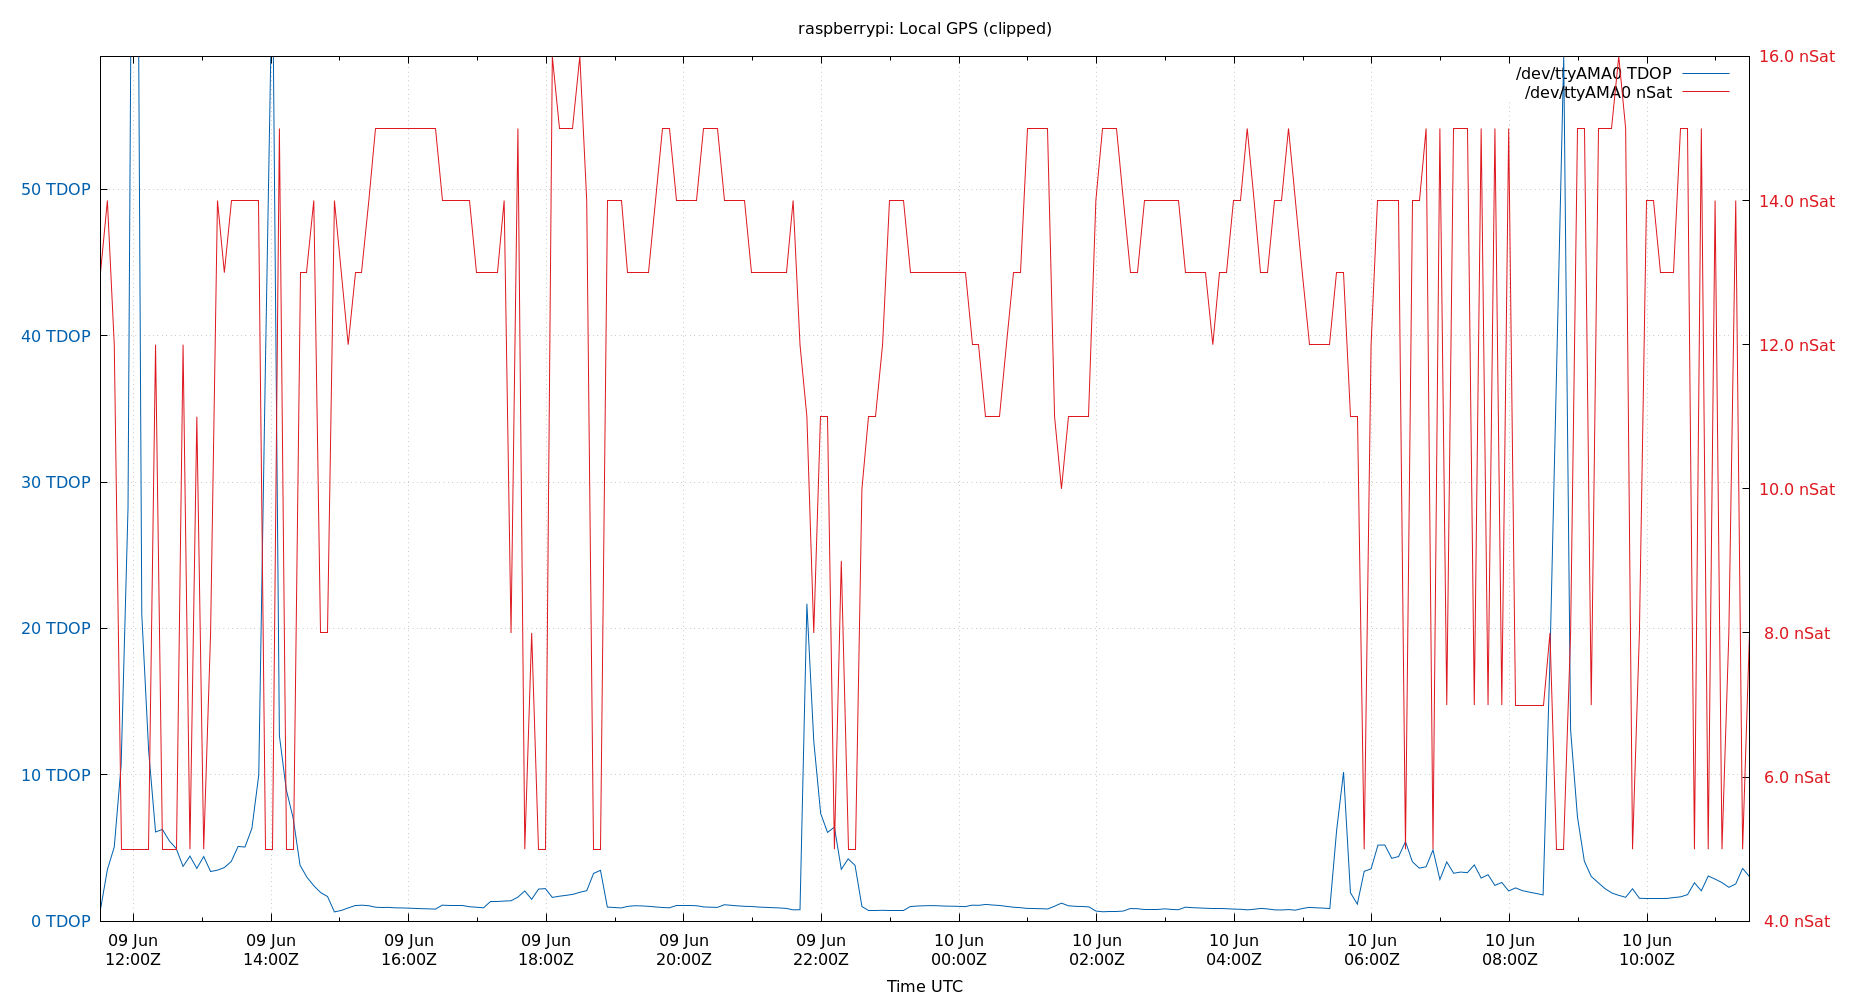 raspberrypi: Local GPS (clipped)
16.0 nSat
/dev/ttyAMA0 TDOP
/dev/ttyAMA0 nSat
15.0
50 TDOP
14.0 nSat
40 TDOP
12.0 nSat
30 TDOP
10.0 nSat
20 TDOP
8.0 nSat
10 TDOP
6.0 nSat
0 TDOP
4.0 nSat
09 Jun 09 Jun 09 Jun 09 Jun 09 Jun 09 Jun 10 Jun 10 Jun 10 Jun 10 Jun 10 Jun 10 Jun
12:00Z 14:00Z 16:00Z 18:00Z 20:00Z 22:00Z 00:00Z 02:00Z 04:00Z 06:00Z 08:00Z 10:00Z
Time UTC